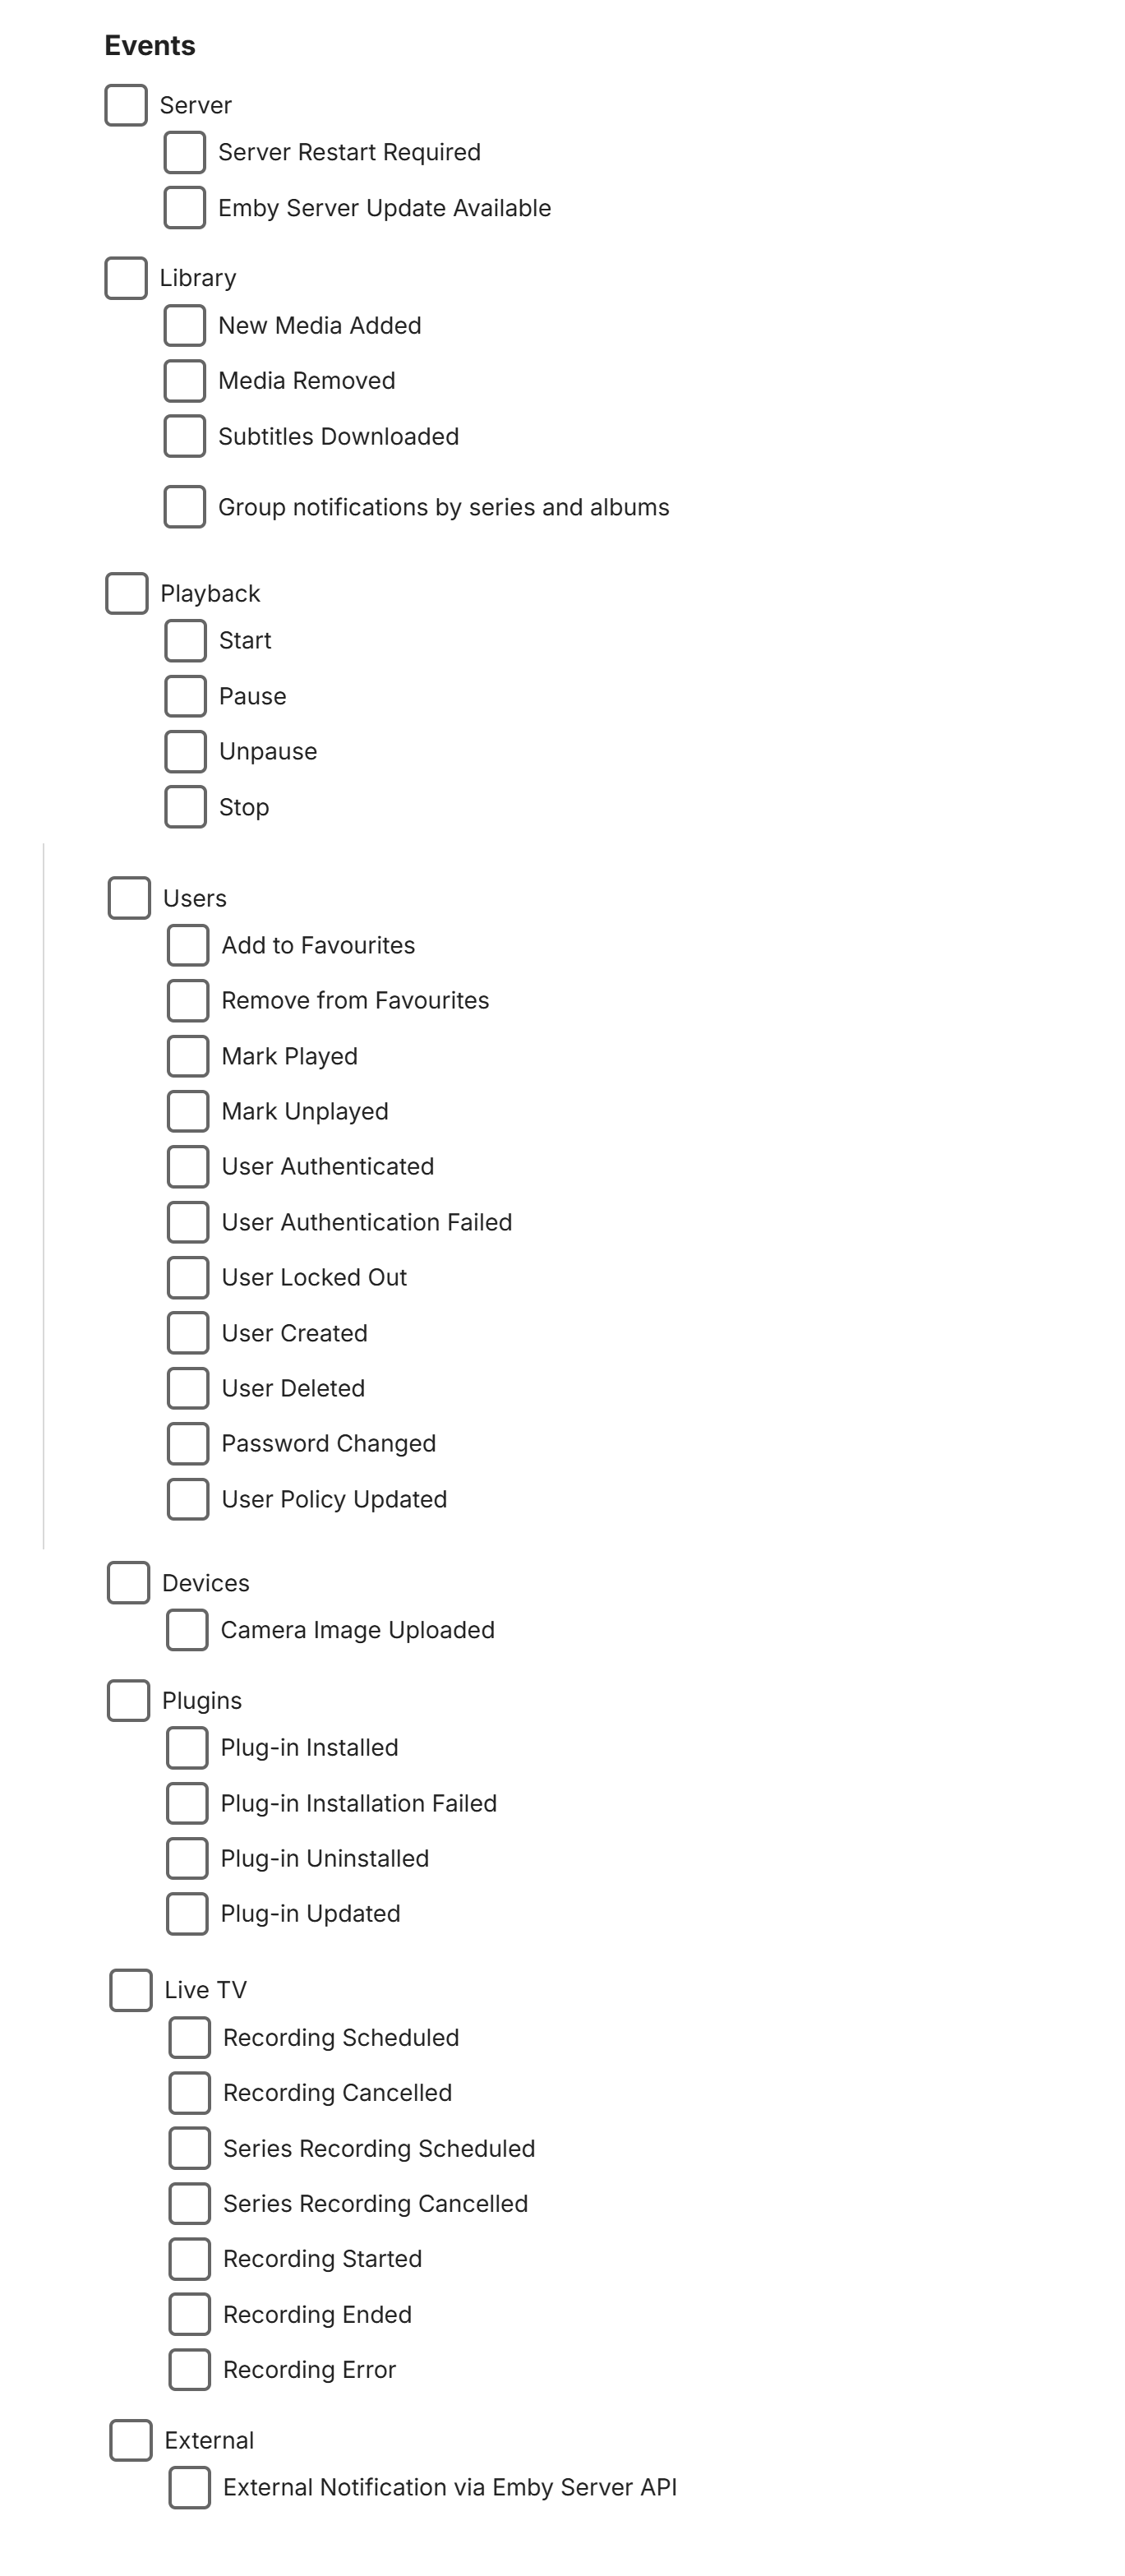 Events
Server
Server Restart Required
Emby Server Update Available
Library
New Media Added
Media Removed
Subtitles Downloaded
Group notifications by series and albums
Playback
Start
Pause
Unpause
Stop
Users
Add to Favourites
Remove from Favourites
Mark Played
Mark Unplayed
User Authenticated
User Authentication Failed
User Locked Out
User Created
User Deleted
Password Changed
User Policy Updated
Devices
Camera Image Uploaded
Plugins
Plug-in Installed
Plug-in Installation Failed
Plug-in Uninstalled
Plug-in Updated
Live TV
Recording Scheduled
Recording Cancelled
Series Recording Scheduled
Series Recording Cancelled
Recording Started
Recording Ended
Recording Error
External
External Notification via Emby Server API